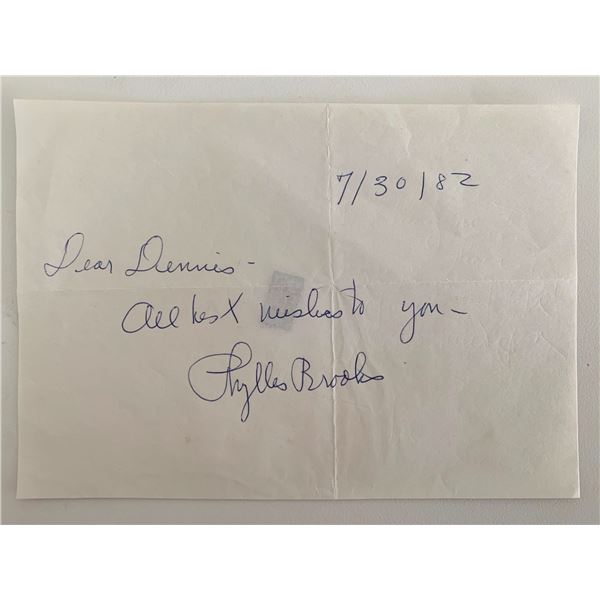 7/30/82
Dear Dennis -
All best wishes to you -
Phyllis Brooks